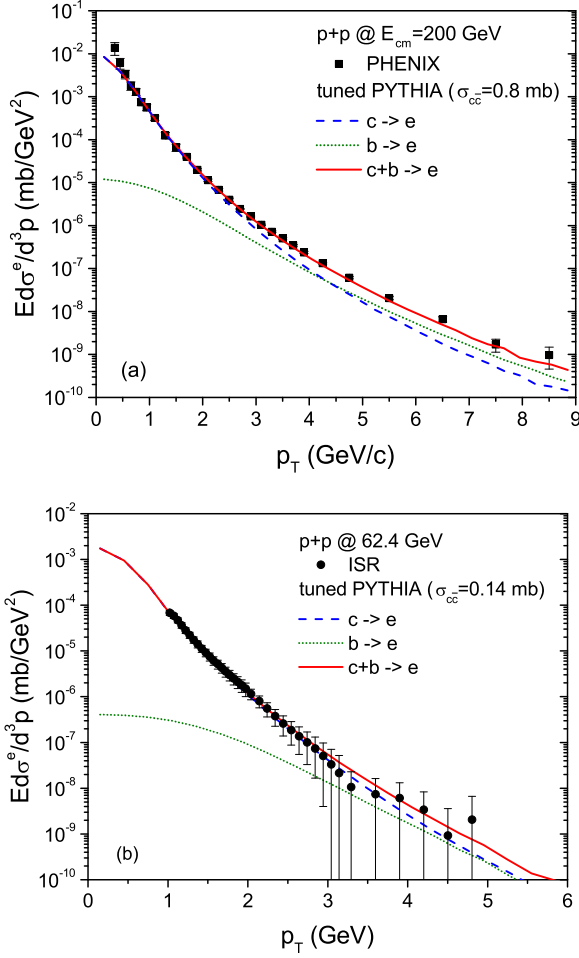 10^-1
10^-2
10^-3
10^-4
10^-5
10^-6
10^-7
10^-8
10^-9
10^-10
Edσ^e/d^3p (mb/GeV^2)
p+p @ E_cm=200 GeV
PHENIX
tuned PYTHIA ( σ_cc̅=0.8 mb)
c -> e
b -> e
c+b -> e
(a)
0 1 2 3 4 5 6 7 8 9
p_T (GeV/c)
10^-2
10^-3
10^-4
10^-5
10^-6
10^-7
10^-8
10^-9
10^-10
Edσ^e/d^3p (mb/GeV^2)
p+p @ 62.4 GeV
ISR
tuned PYTHIA ( σ_cc̅=0.14 mb)
c -> e
b -> e
c+b -> e
(b)
0 1 2 3 4 5 6
p_T (GeV)